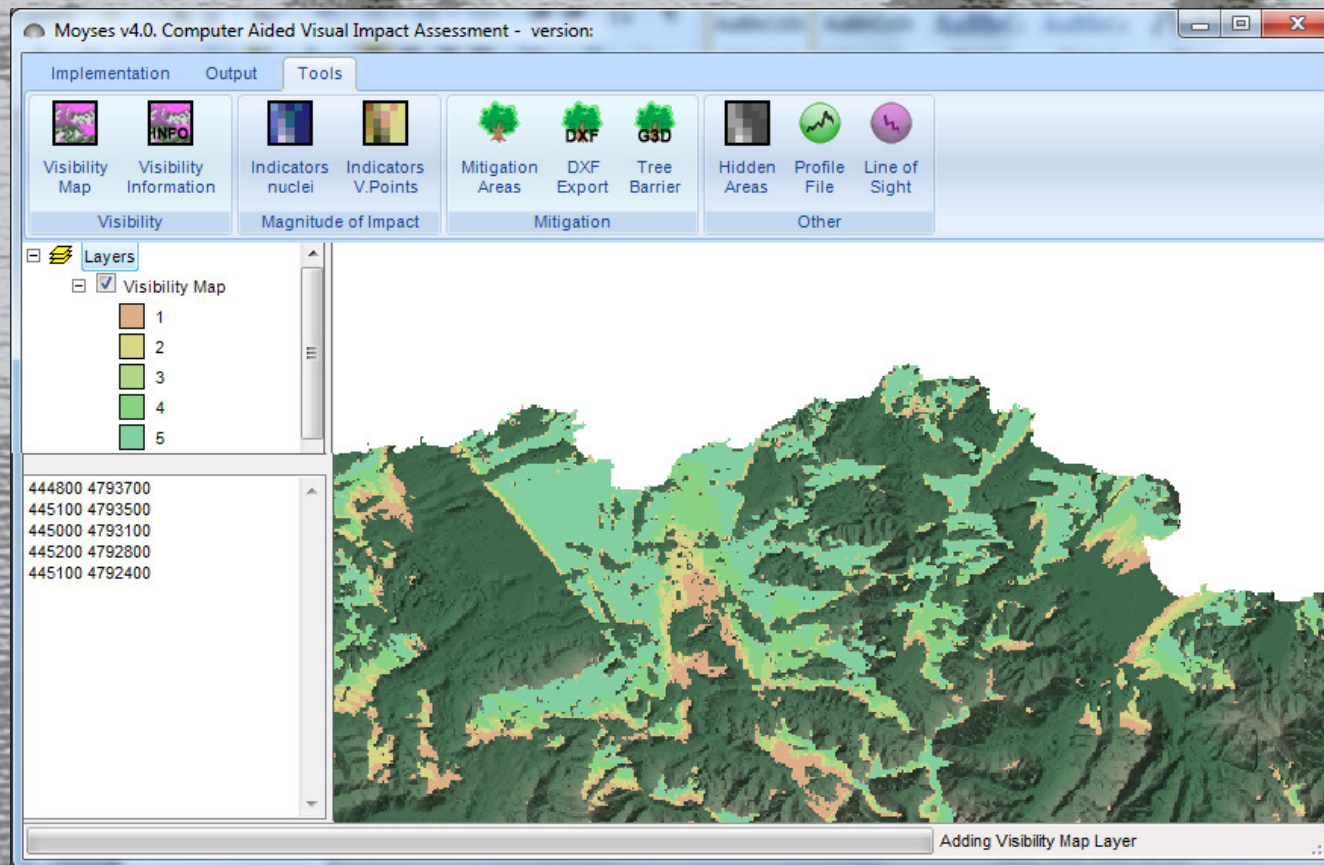 Moyses v4.0. Computer Aided Visual Impact Assessment - version:
Implementation Output Tools
Visibility Map
Visibility Information
Indicators nuclei
Indicators V.Points
Mitigation Areas
DXF
DXF Export
G3D
Tree Barrier
Hidden Areas
Profile File
Line of Sight
INFO
Visibility
Magnitude of Impact
Mitigation
Other
Layers
Visibility Map
1
2
3
4
5
444800 4793700
445100 4793500
445000 4793100
445200 4792800
445100 4792400
Adding Visibility Map Layer